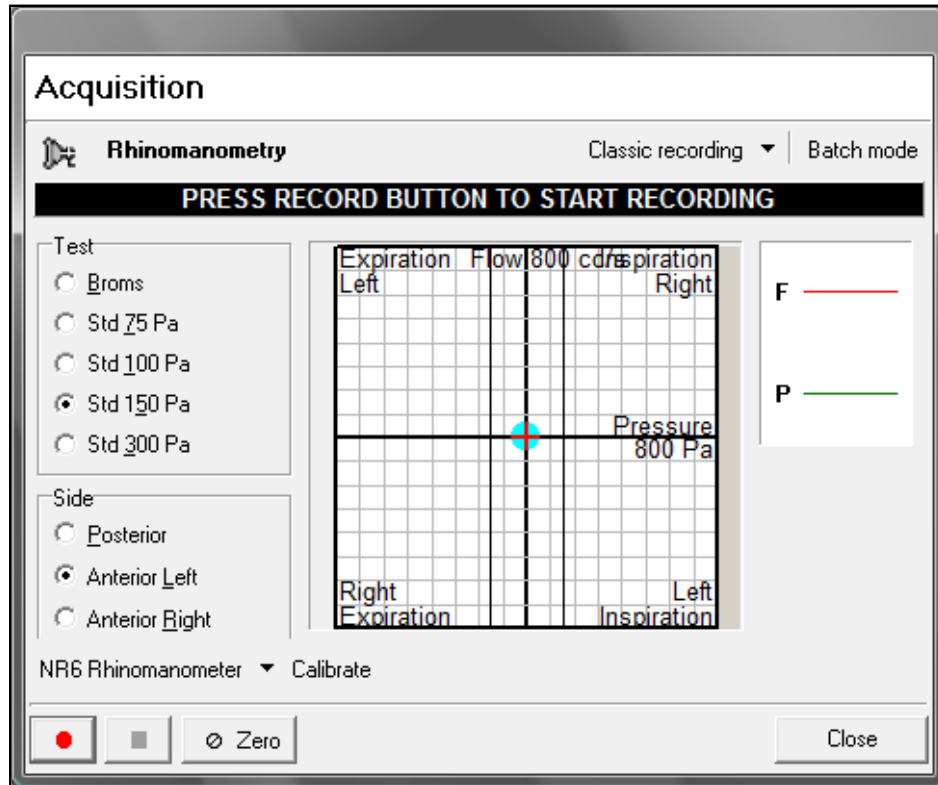 Acquisition
Rhinomanometry Classic recording Batch mode
PRESS RECORD BUTTON TO START RECORDING
Test
Broms
Std 75 Pa
Std 100 Pa
Std 150 Pa
Std 300 Pa
Side
Posterior
Anterior Left
Anterior Right
Expiration Flow 800 Inspiration
Left Right
Pressure
800 Pa
Right Left
Expiration Inspiration
F
P
NR6 Rhinomanometer Calibrate
Zero Close